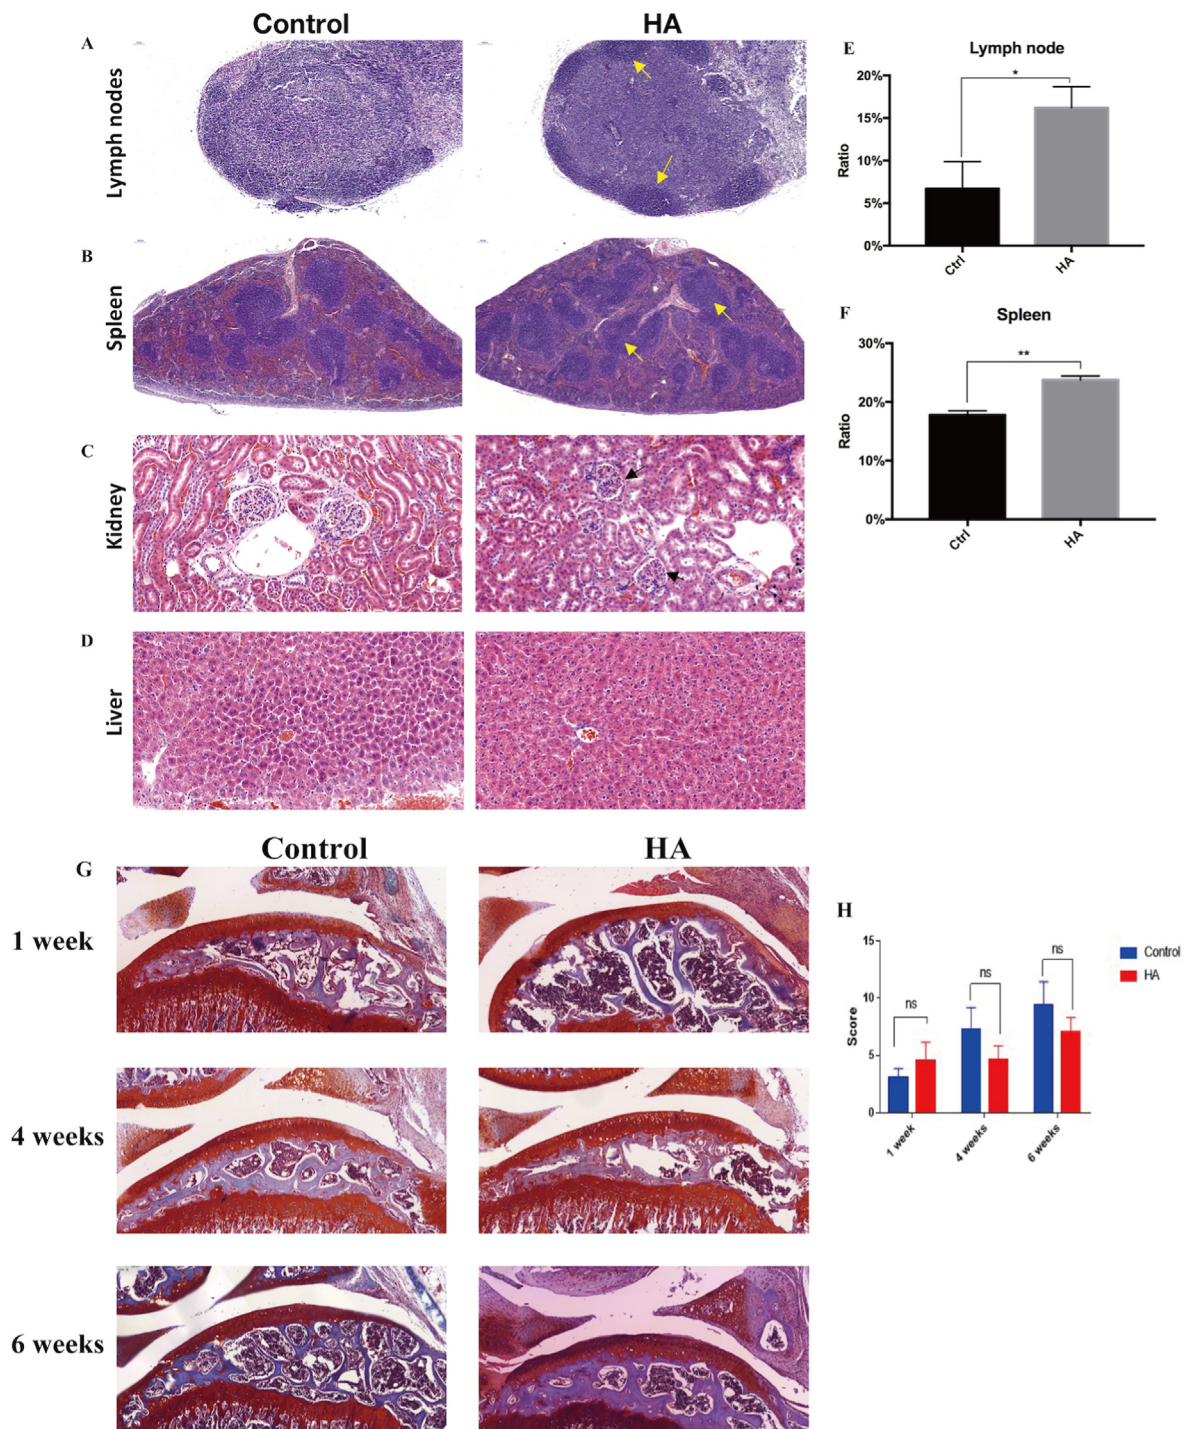 Control HA
A
Lymph nodes
B
Spleen
C
Kidney
D
Liver
E
Lymph node
20%
15%
10%
5%
0%
Ratio
*
Ctrl
HA
F
Spleen
30%
20%
10%
0%
Ratio
**
Ctrl
HA
Control HA
G
1 week
4 weeks
6 weeks
H
15
10
5
0
Score
ns
ns
ns
1 week
4 weeks
6 weeks
Control
HA